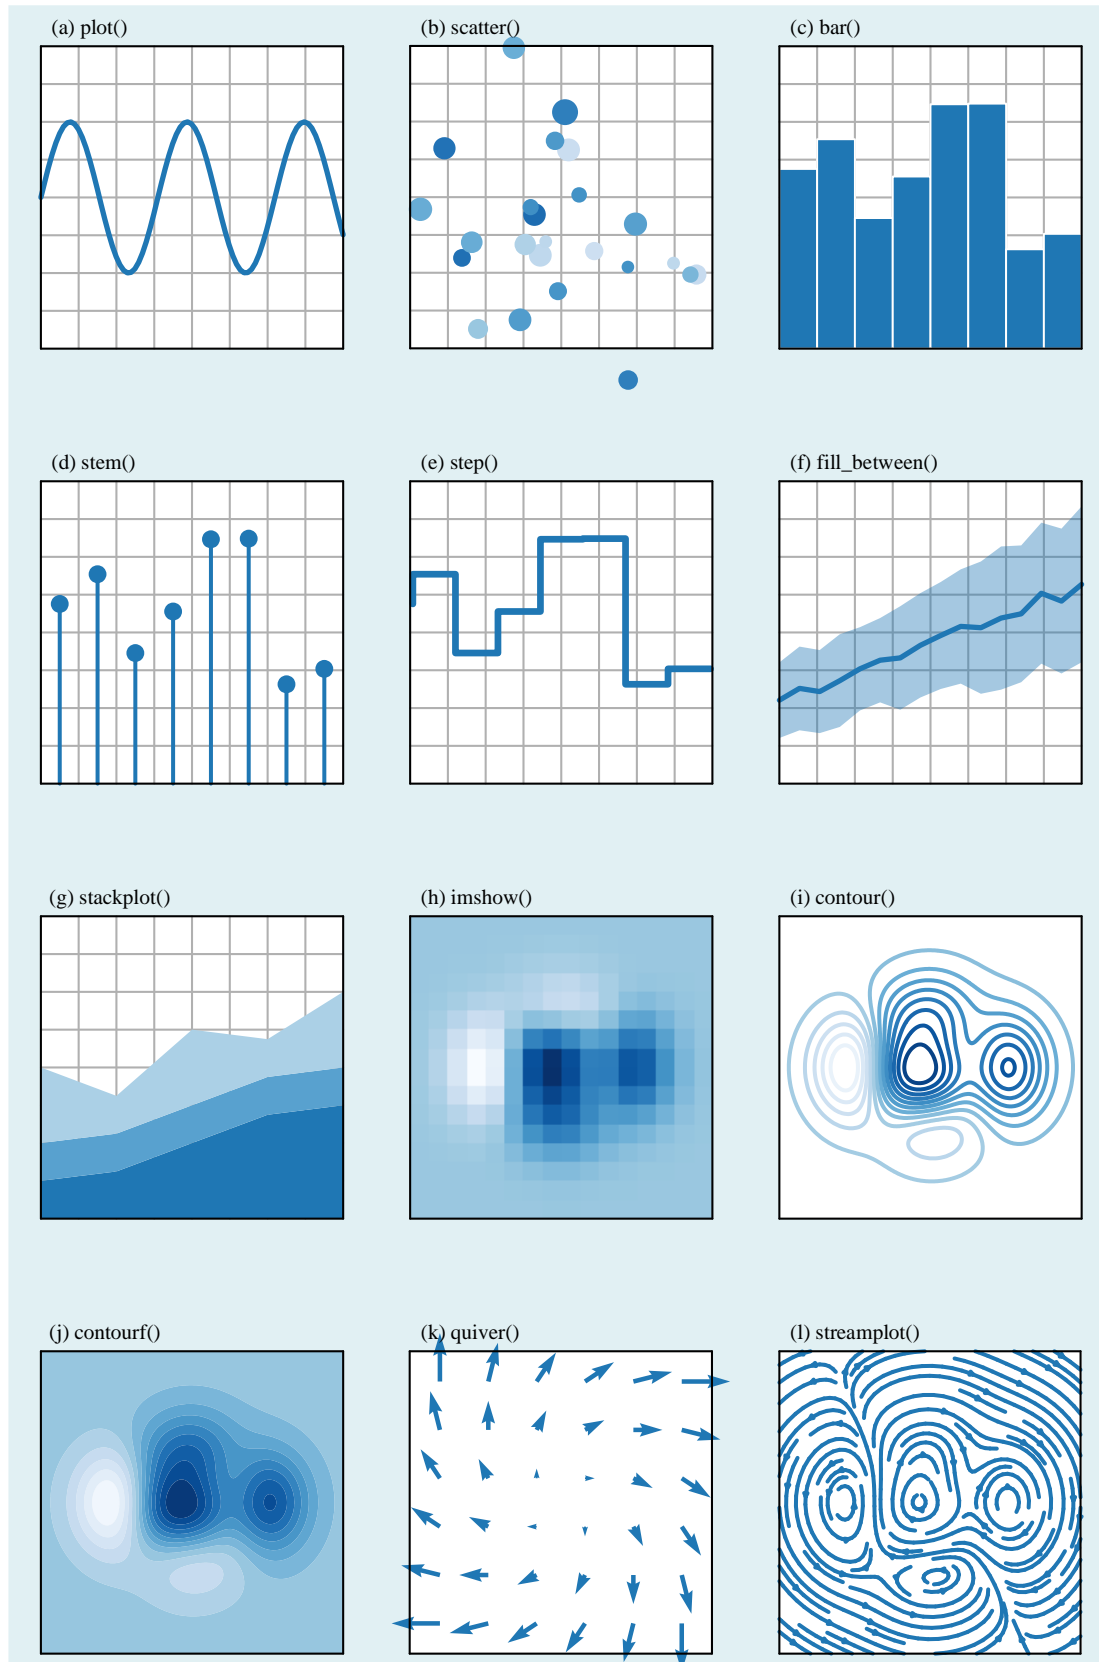 (a) plot()
(b) scatter()
(c) bar()
(d) stem()
(e) step()
(f) fill_between()
(g) stackplot()
(h) imshow()
(i) contour()
(j) contourf()
(k) quiver()
(l) streamplot()